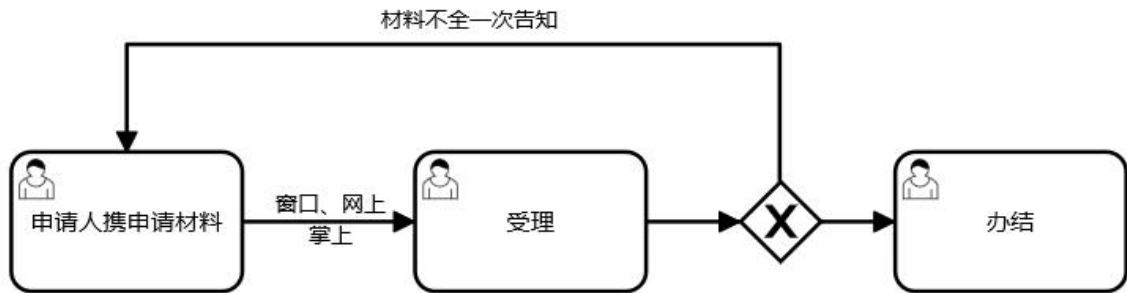 材料不全一次告知
申请人携申请材料
窗口、网上
掌上
受理
X
办结